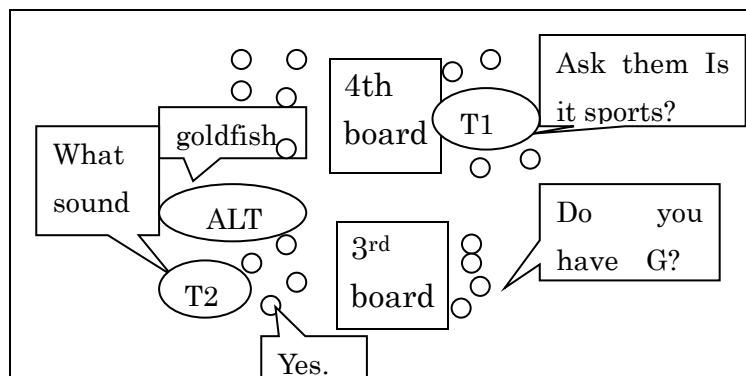 4th
board
T1
Ask them Is
it sports?
goldfish
What
sound
ALT
T2
3rd
board
Do you
have G?
Yes.